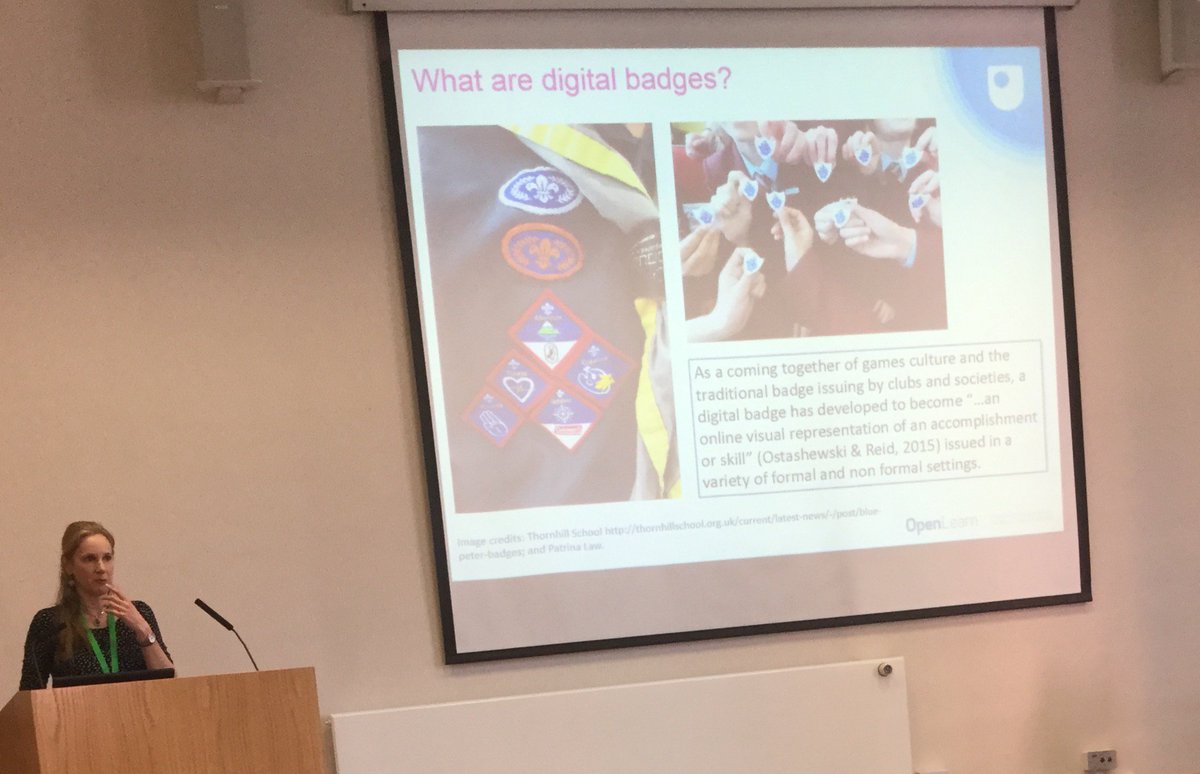 What are digital badges?
As a coming together of games culture and the
traditional badge issuing by clubs and societies, a
digital badge has developed to become “...an
online visual representation of an accomplishment
or skill” (Ostashewski & Reid, 2015) issued in a
variety of formal and non formal settings.
Image credits: Thornhill School http://thornhillschool.org.uk/current/latest-news/-/post/blue-
peter-badges; and Patrina Law.
OpenLearn